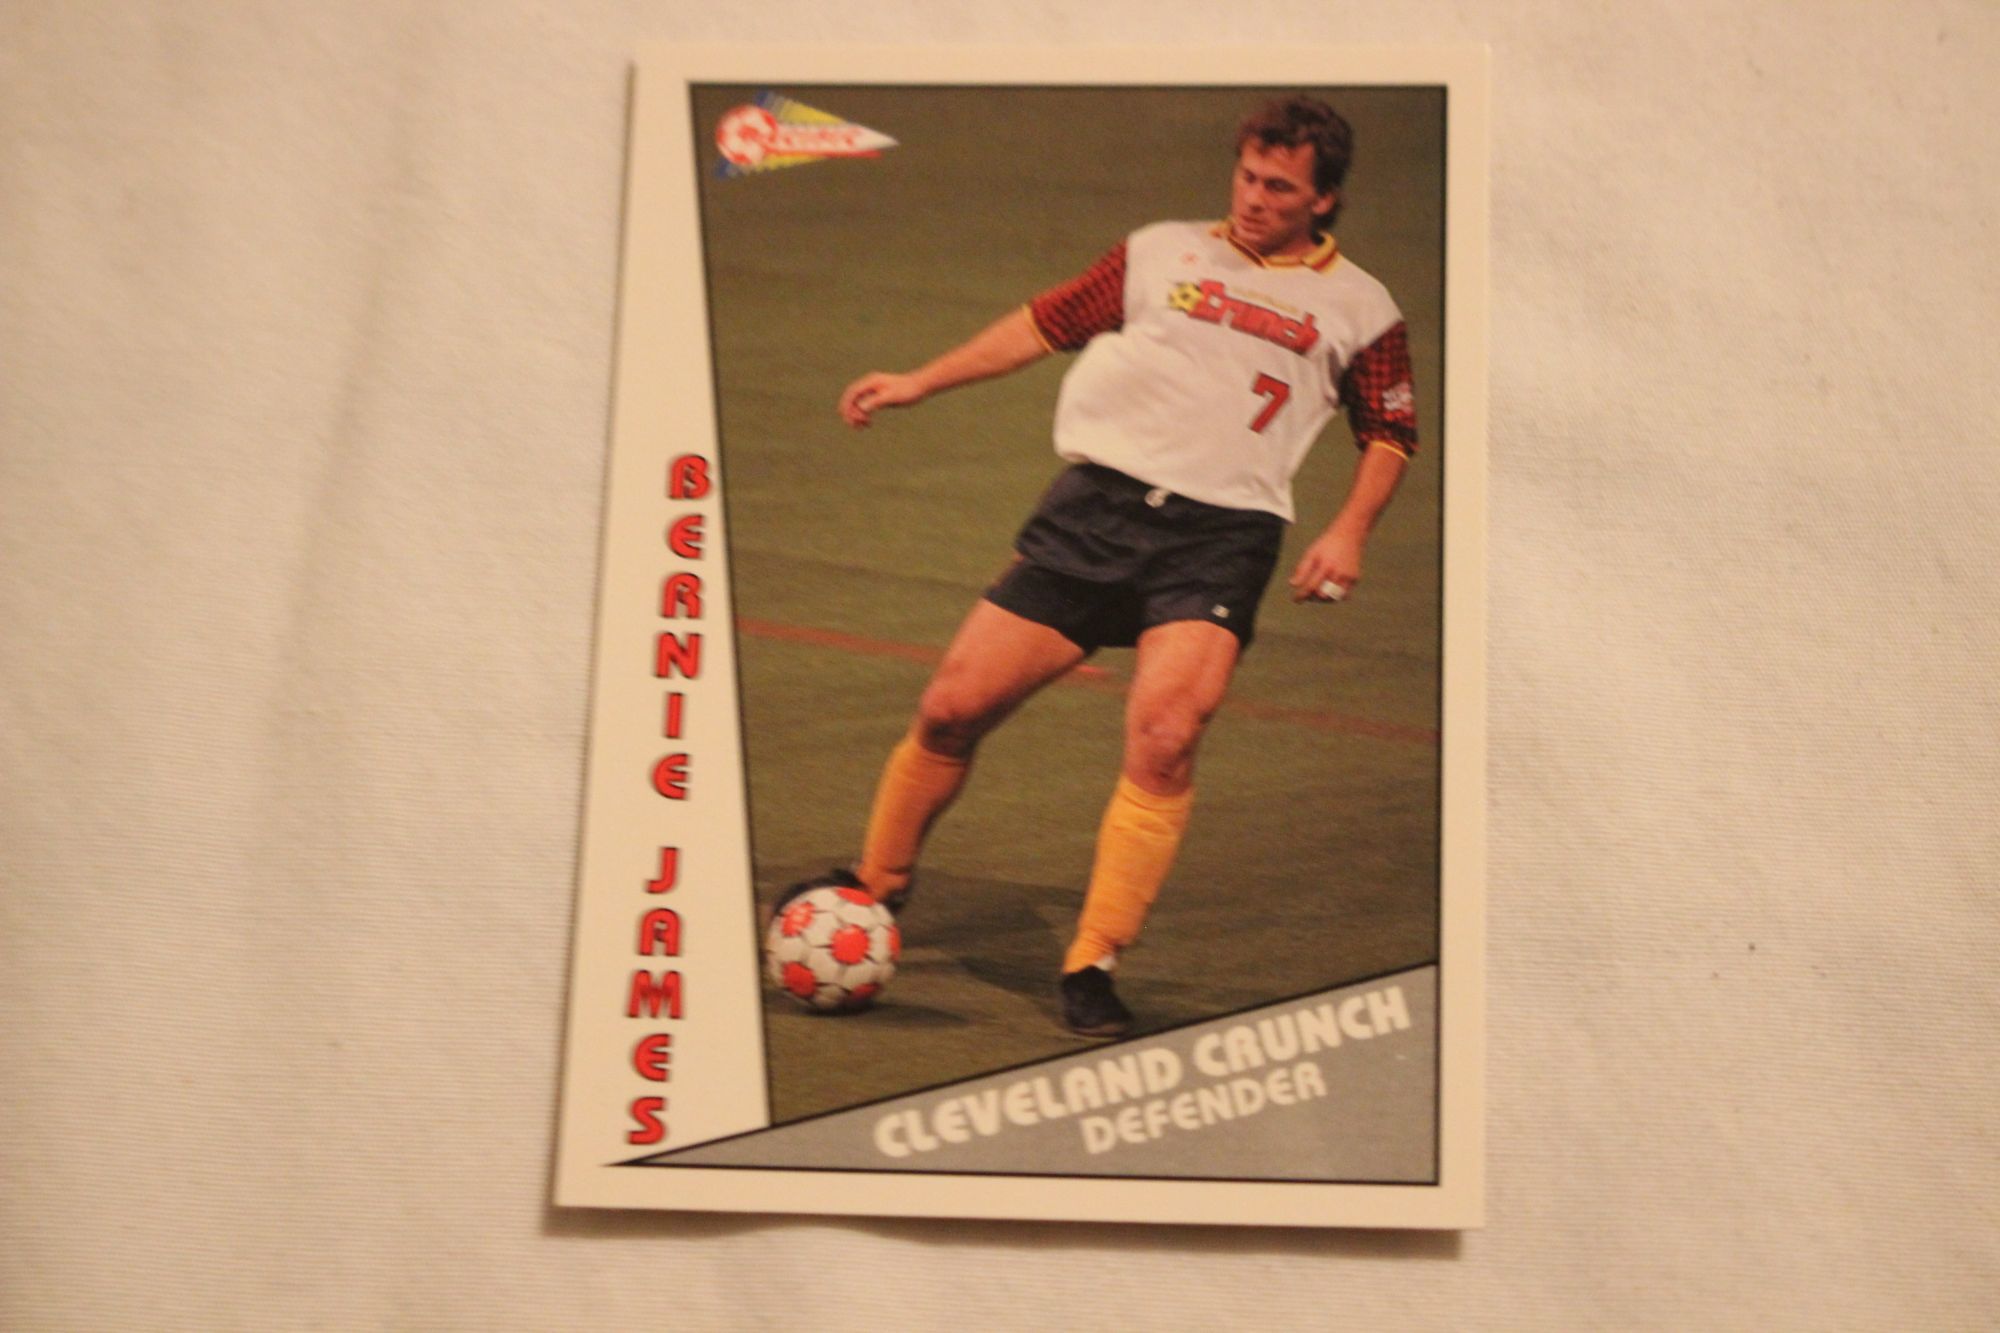 BERNIE JAMES
Crunch
7
CLEVELAND CRUNCH
DEFENDER